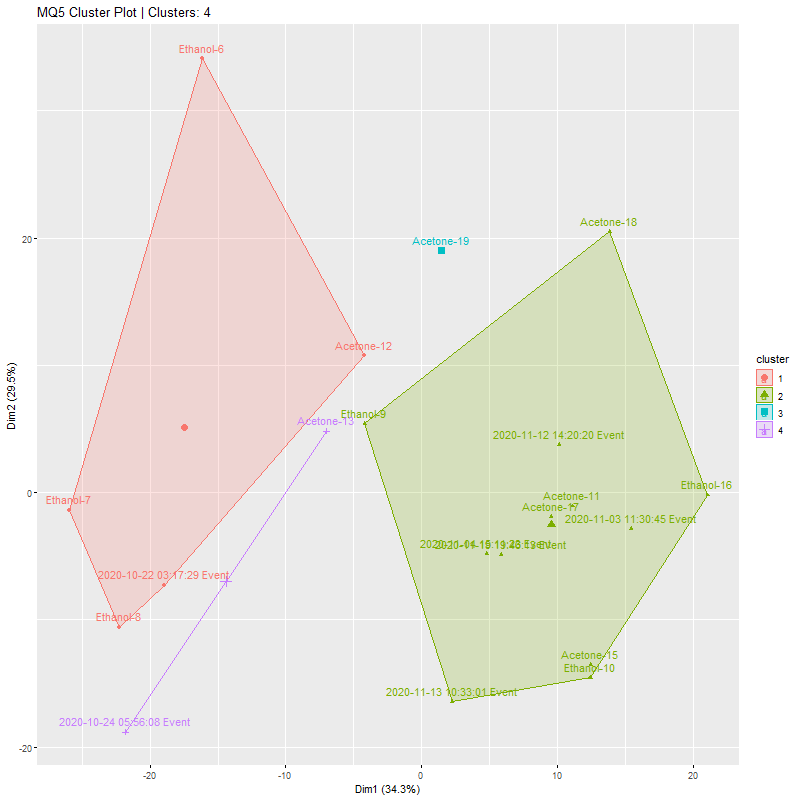 MQ5 Cluster Plot | Clusters: 4
Ethanol-6
Acetone-18
Acetone-19
Acetone-12
Ethanol-9
Acetone-13
2020-11-12 14:20:20 Event
Ethanol-7
Ethanol-16
Acetone-11
Acetone-17
2020-11-03 11:30:45 Event
2020-11-04 Event
2020-10-22 03:17:29 Event
Ethanol-8
Acetone-15
Ethanol-10
2020-11-13 10:33:01 Event
2020-10-24 05:56:08 Event
20
0
-20
-20
-10
0
10
20
Dim1 (34.3%)
Dim2 (29.5%)
cluster
1
2
3
4